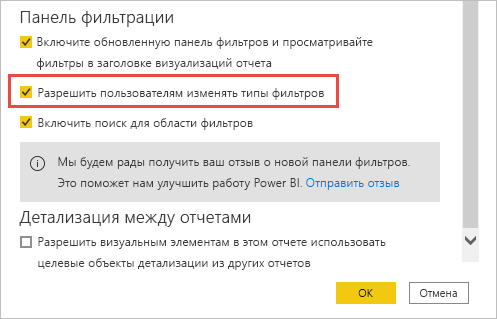 Панель фильтрации
Включите обновленную панель фильтров и просматривайте
фильтры в заголовке визуализаций отчета
Разрешить пользователям изменять типы фильтров
Включить поиск для области фильтров
Мы будем рады получить ваш отзыв о новой панели фильтров.
Это поможет нам улучшить работу Power BI. Отправить отзыв
Детализация между отчетами
Разрешить визуальным элементам в этом отчете использовать
целевые объекты детализации из других отчетов
ОК
Отмена